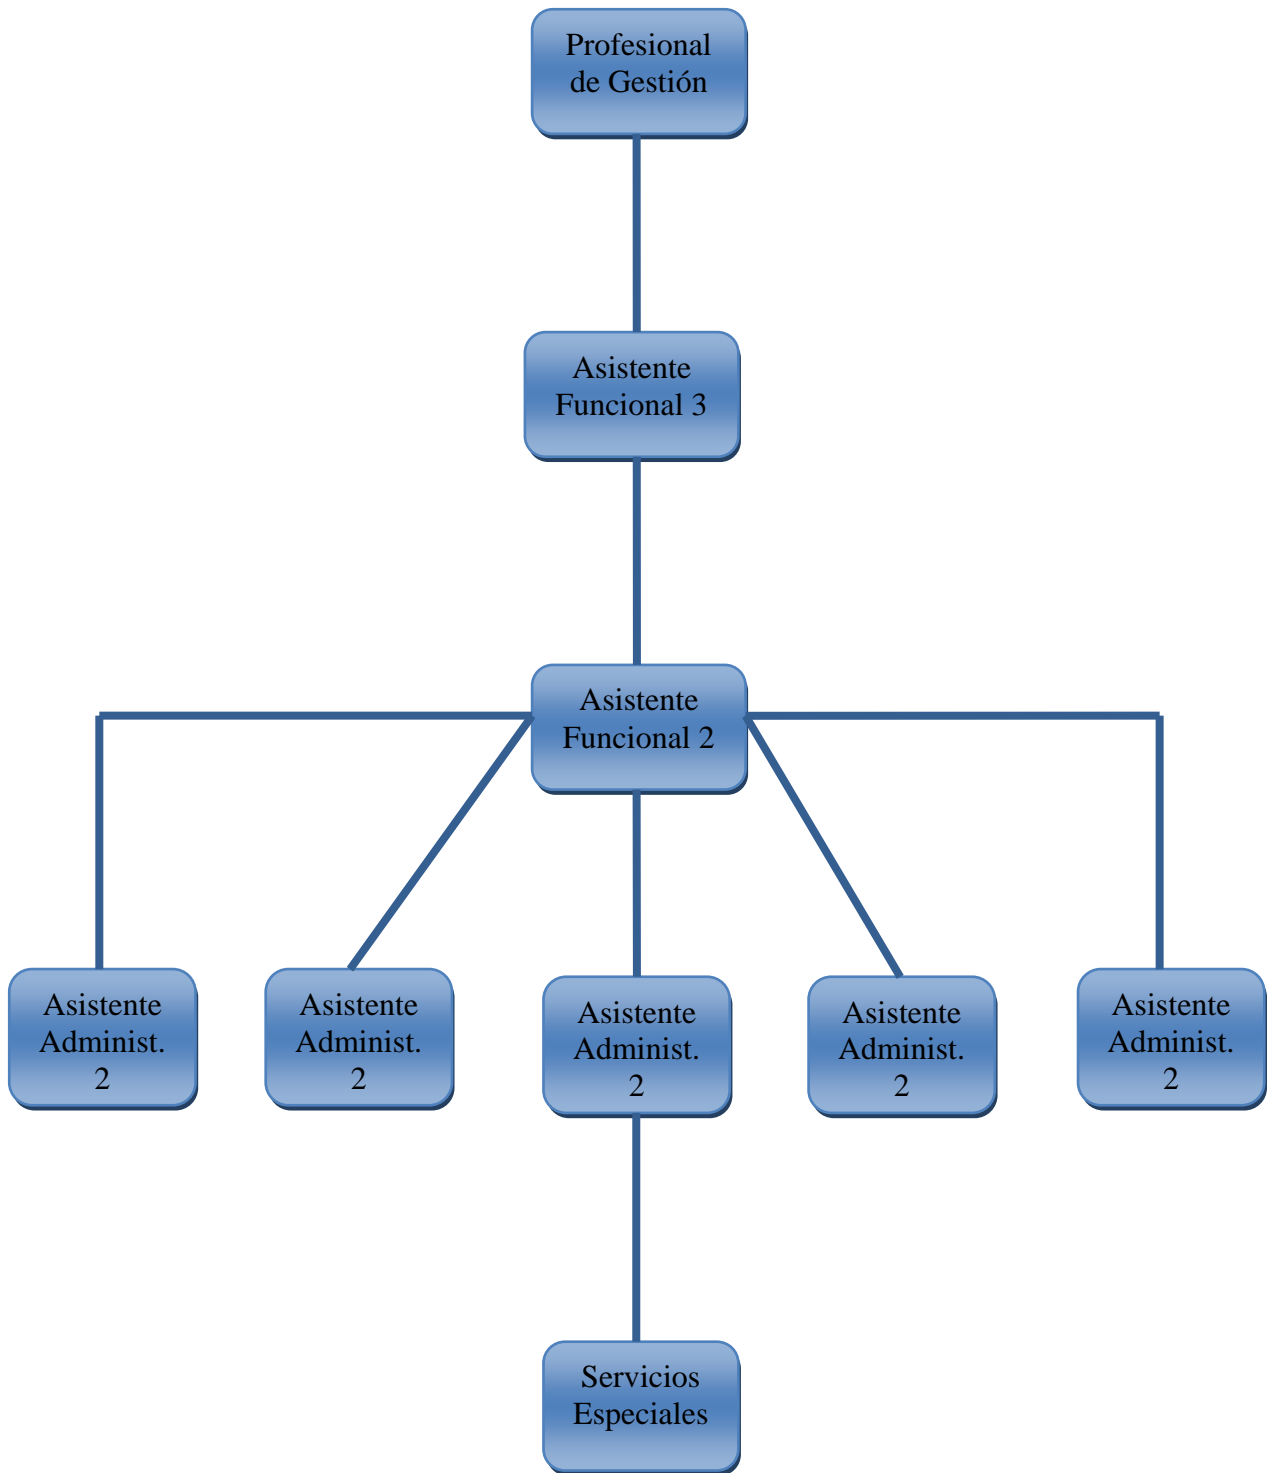 Profesional
de Gestión
Asistente
Funcional 3
Asistente
Funcional 2
Asistente
Administ.
2
Asistente
Administ.
2
Asistente
Administ.
2
Asistente
Administ.
2
Asistente
Administ.
2
Servicios
Especiales